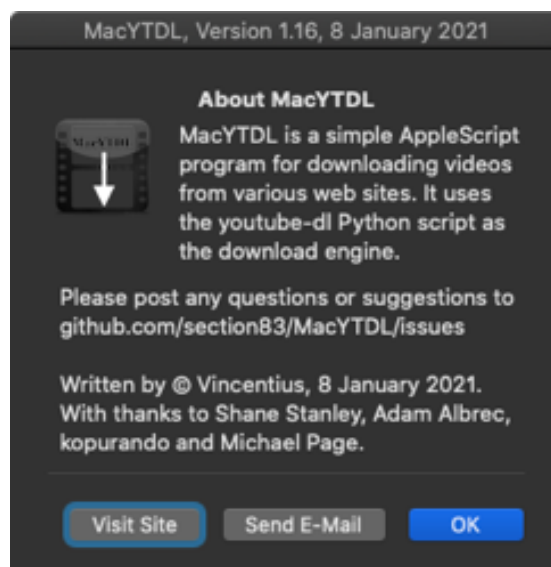 MacYTDL, Version 1.16, 8 January 2021
About MacYTDL
MacYTDL
MacYTDL is a simple AppleScript
program for downloading videos
from various web sites. It uses
the youtube-dl Python script as
the download engine.
Please post any questions or suggestions to
github.com/section83/MacYTDL/issues
Written by © Vincentius, 8 January 2021.
With thanks to Shane Stanley, Adam Albrec,
kopurando and Michael Page.
Visit Site
Send E-Mail
OK